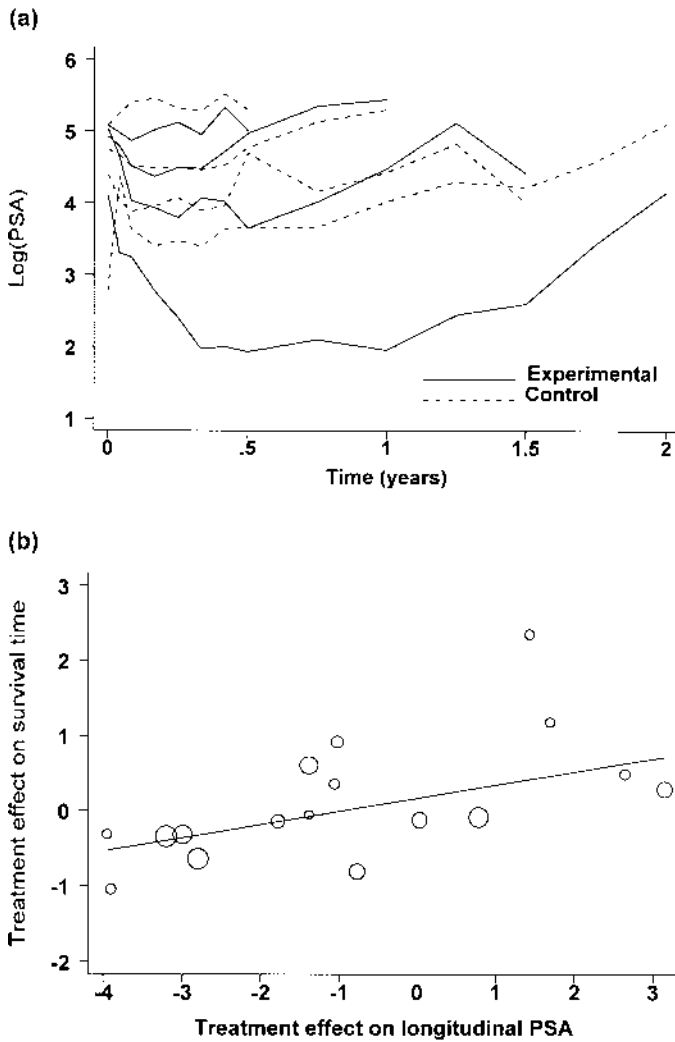 (a)
6
5
4
3
2
1
Log(PSA)
Experimental
Control
0 .5 1 1.5 2
Time (years)
(b)
3
2
1
0
-1
-2
Treatment effect on survival time
-4 -3 -2 -1 0 1 2 3
Treatment effect on longitudinal PSA